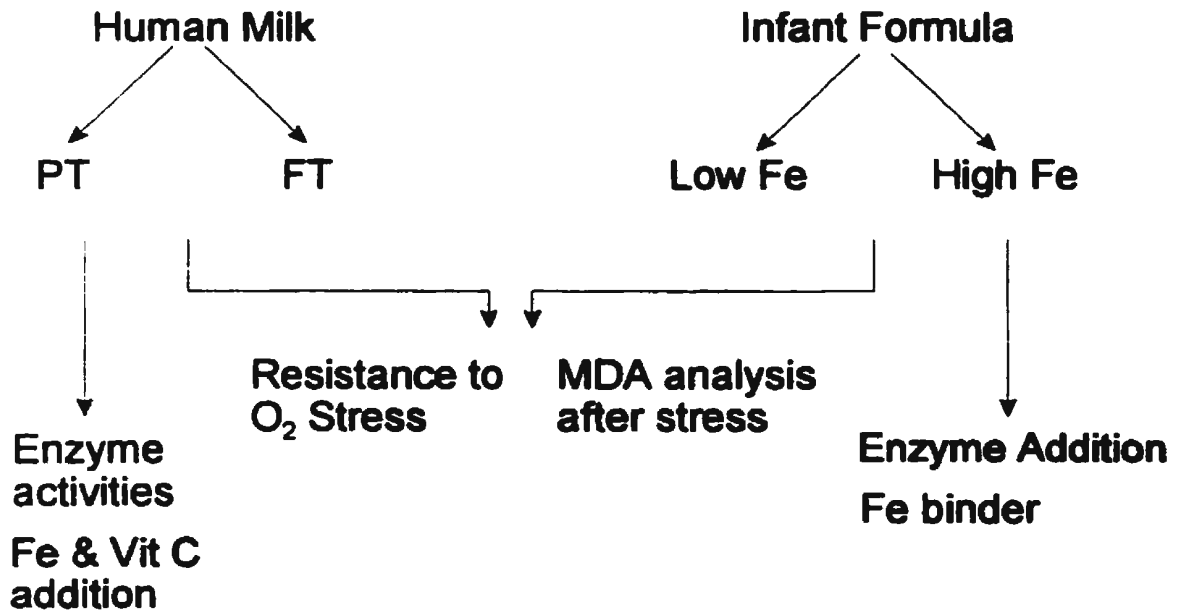 Human Milk
Infant Formula
PT
FT
Low Fe
High Fe
Resistance to
O₂ Stress
MDA analysis
after stress
Enzyme
activities
Fe & Vit C
addition
Enzyme Addition
Fe binder